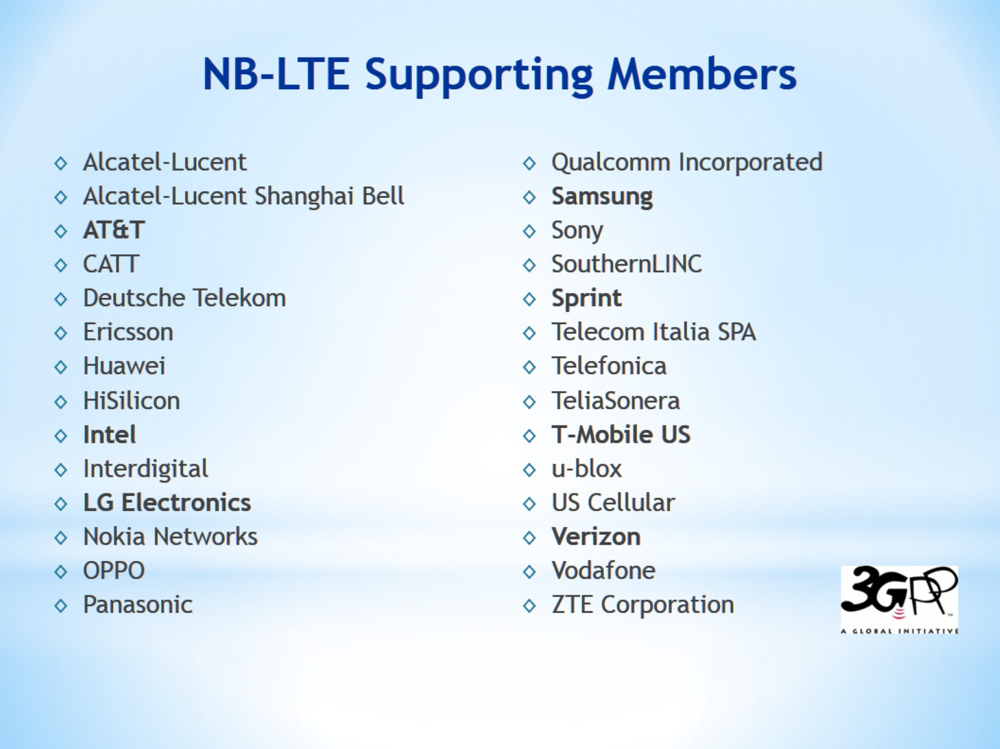 NB-LTE Supporting Members
Alcatel-Lucent
Alcatel-Lucent Shanghai Bell
AT&T
CATT
Deutsche Telekom
Ericsson
Huawei
HiSilicon
Intel
Interdigital
LG Electronics
Nokia Networks
OPPO
Panasonic
Qualcomm Incorporated
Samsung
Sony
SouthernLINC
Sprint
Telecom Italia SPA
Telefonica
TeliaSonera
T-Mobile US
u-blox
US Cellular
Verizon
Vodafone
ZTE Corporation
3GPP™
A GLOBAL INITIATIVE